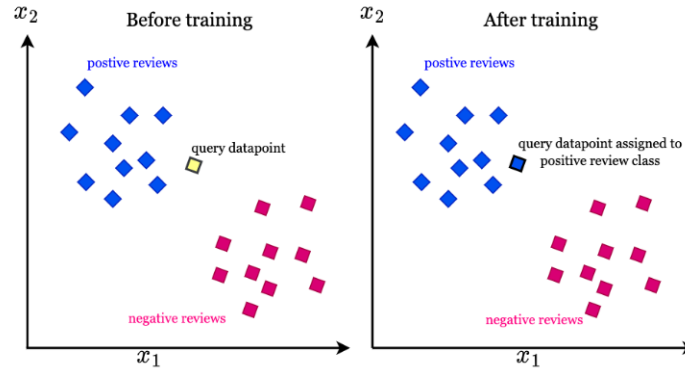 Before training
x₂
postive reviews
query datapoint
negative reviews
x₁
After training
x₂
postive reviews
query datapoint assigned to
positive review class
negative reviews
x₁